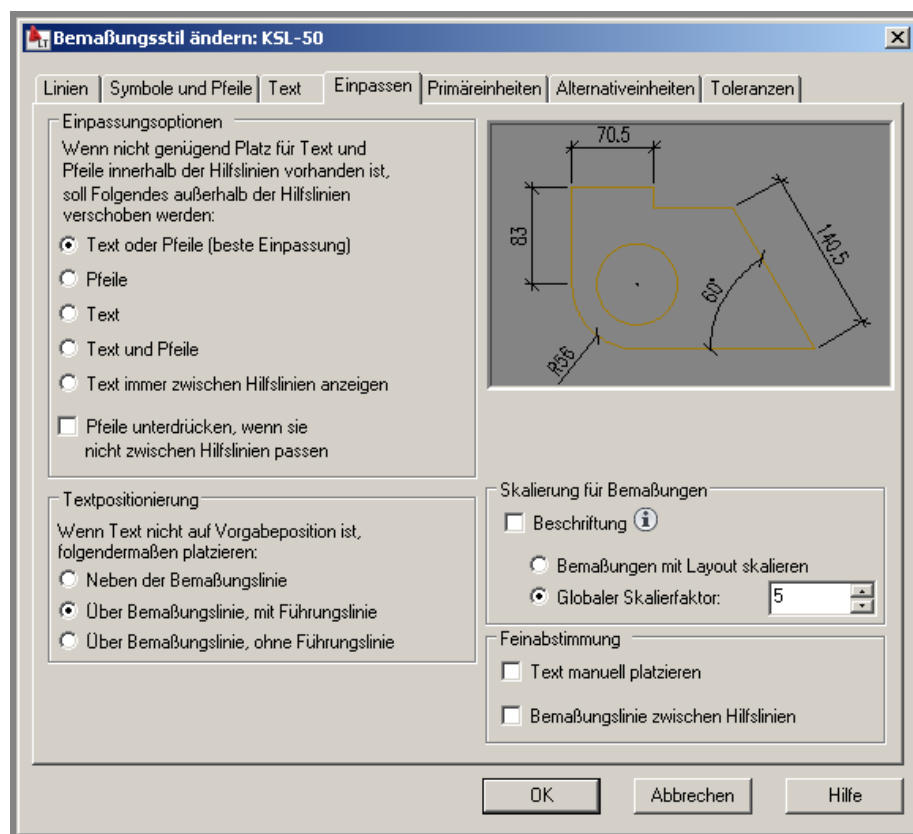 LT
Bemaßungsstil ändern: KSL-50
Linien
Symbole und Pfeile
Text
Einpassen
Primäreinheiten
Alternativeinheiten
Toleranzen
Einpassungsoptionen
Wenn nicht genügend Platz für Text und
Pfeile innerhalb der Hilfslinien vorhanden ist,
soll Folgendes außerhalb der Hilfslinien
verschoben werden:
Text oder Pfeile (beste Einpassung)
Pfeile
Text
Text und Pfeile
Text immer zwischen Hilfslinien anzeigen
Pfeile unterdrücken, wenn sie
nicht zwischen Hilfslinien passen
Textpositionierung
Wenn Text nicht auf Vorgabeposition ist,
folgendermaßen platzieren:
Neben der Bemaßungslinie
Über Bemaßungslinie, mit Führungslinie
Über Bemaßungslinie, ohne Führungslinie
70.5
83
140.5
60°
R56
Skalierung für Bemaßungen
Beschriftung
Bemaßungen mit Layout skalieren
Globaler Skalierfaktor:
5
Feinabstimmung
Text manuell platzieren
Bemaßungslinie zwischen Hilfslinien
OK
Abbrechen
Hilfe